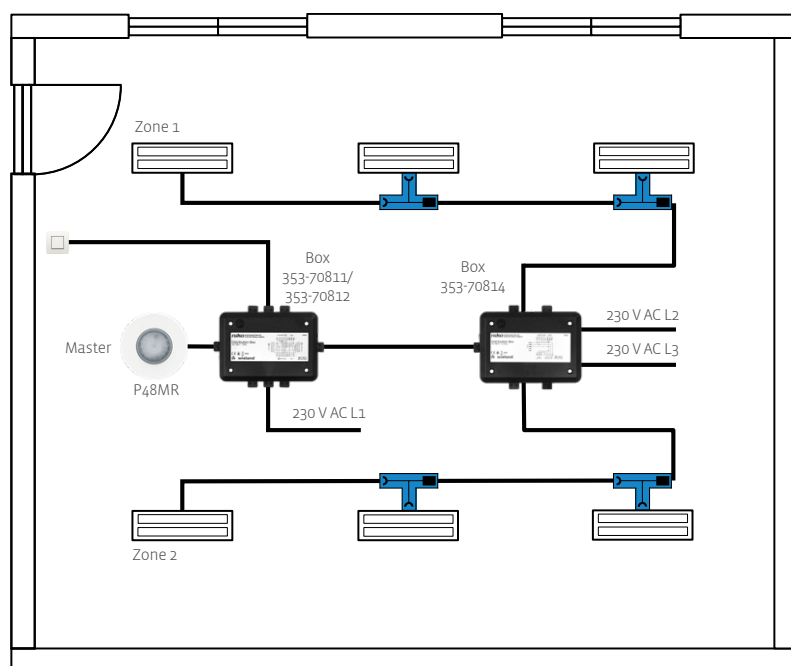 Zone 1
Box
353-70811/
353-70812
Box
353-70814
230 V AC L2
Master
230 V AC L3
P48MR
230 V AC L1
Zone 2